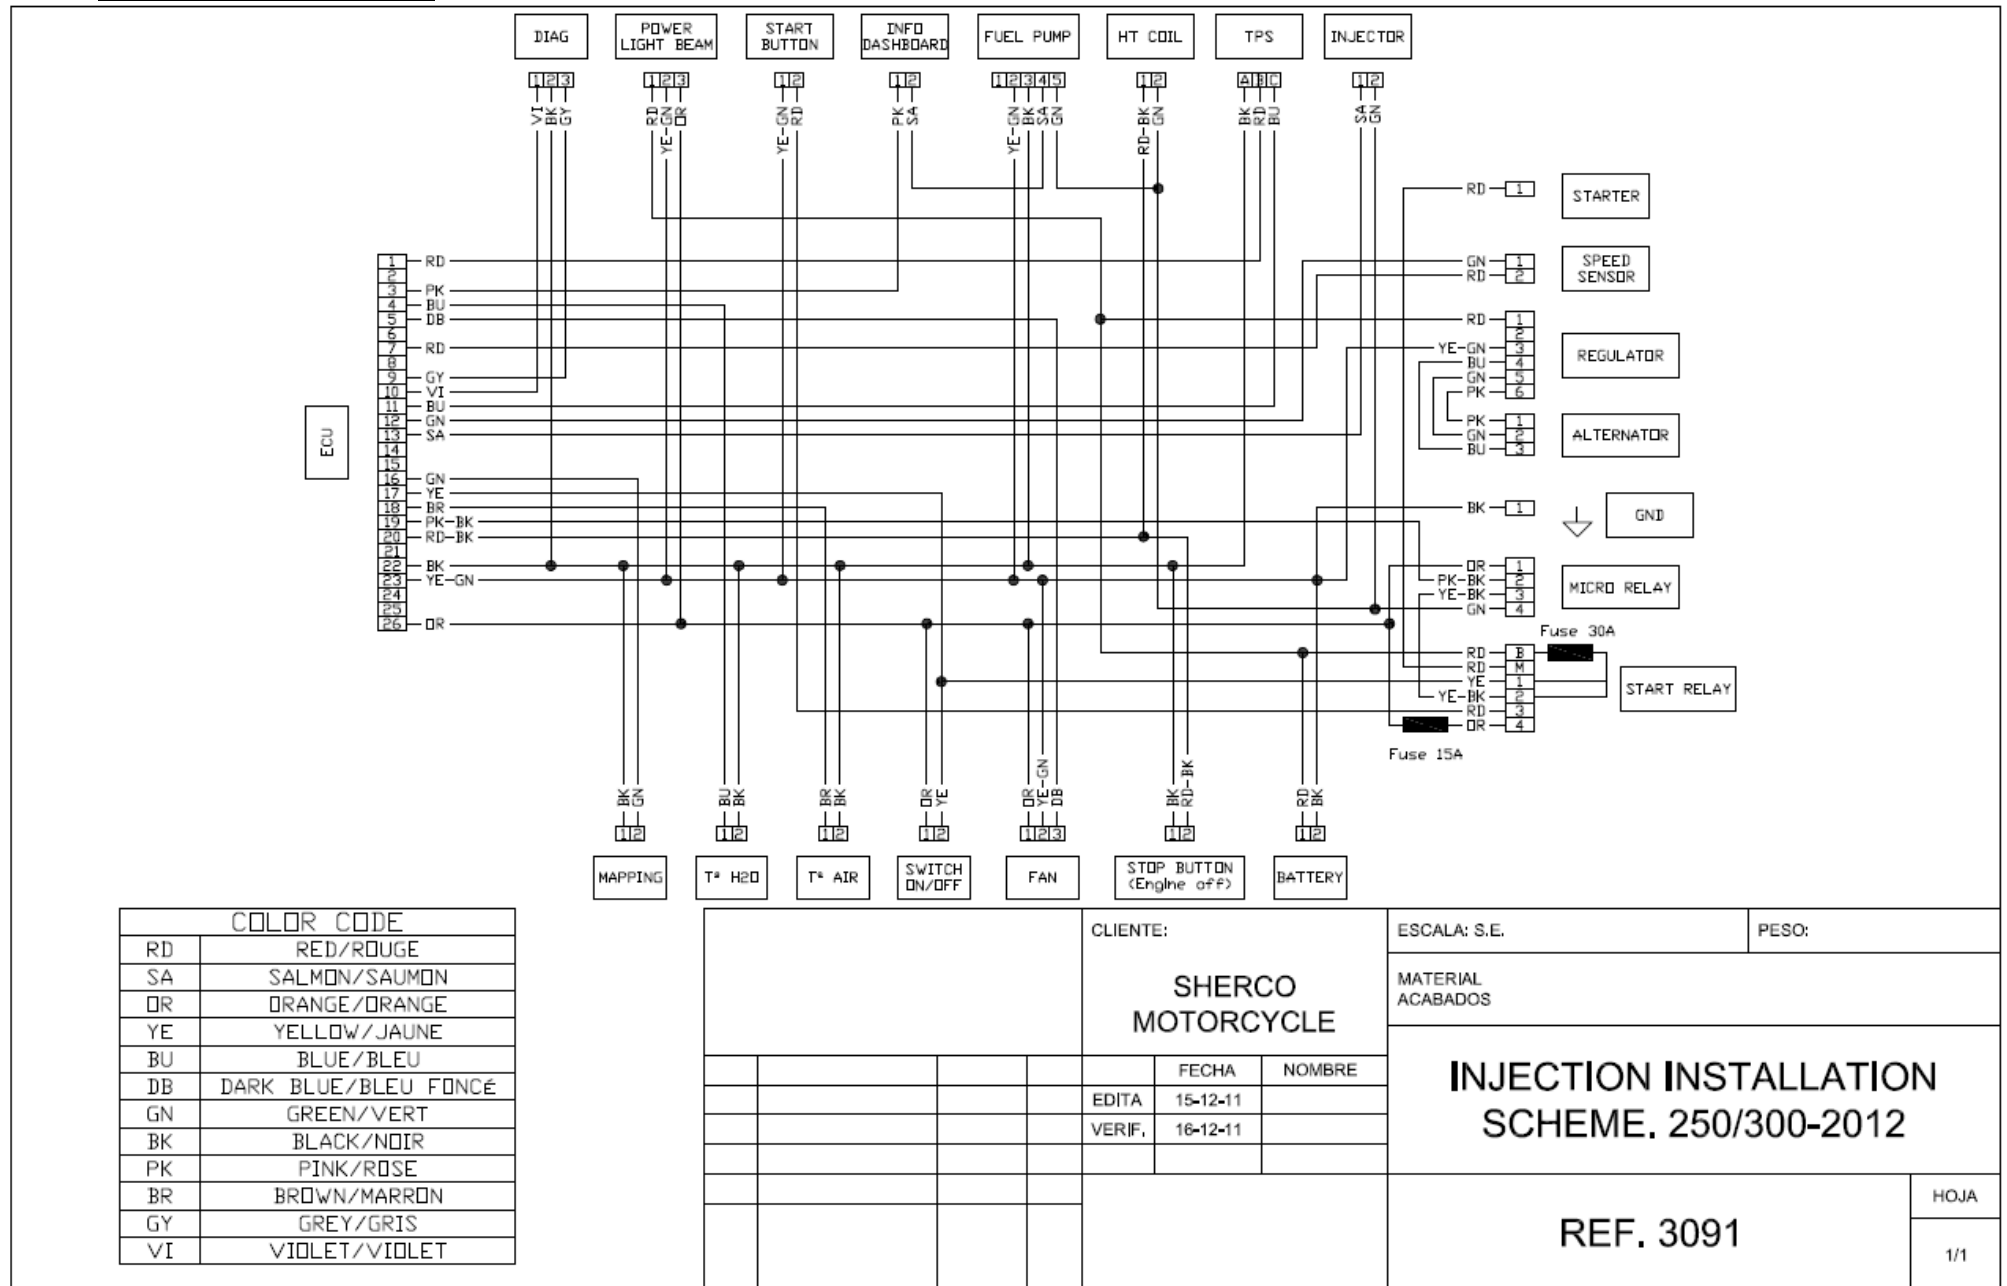 DIAG
POWER
LIGHT BEAM
START
BUTTON
INFO
DASHBOARD
FUEL PUMP
HT COIL
TPS
INJECTOR
1 2 3
1 2 3
1 2
1 2
1 2 3 4 5
1 2
A B C
1 2
VI BK GY
RD YE-GN OR
YE-GN RD
PK SA
YE-GN BK SA GN
RD-BK GN
BK RD BU
SA GN
ECU
1 RD
2
3 PK
4 BU
5 DB
6
7 RD
8
9 GY
10 VI
11 BU
12 GN
13 SA
14
15
16 GN
17 YE
18 BR
19 PK-BK
20 RD-BK
21
22 BK
23 YE-GN
24
25
26 OR
RD 1
STARTER
GN 1
RD 2
SPEED
SENSOR
RD 1
2
YE-GN 3
BU 4
GN 5
PK 6
REGULATOR
PK 1
GN 2
BU 3
ALTERNATOR
BK 1
GND
OR 1
PK-BK 2
YE-BK 3
GN 4
MICRO RELAY
Fuse 30A
RD B
RD M
YE 1
YE-BK 2
RD 3
OR 4
START RELAY
Fuse 15A
BK GN
BU BK
BR BK
OR YE
OR YE-GN DB
BK RD-BK
RD BK
1 2
1 2
1 2
1 2
1 2 3
1 2
1 2
MAPPING
Tª H2O
Tª AIR
SWITCH
ON/OFF
FAN
STOP BUTTON
(Engine off)
BATTERY
COLOR CODE
RD RED/ROUGE
SA SALMON/SAUMON
OR ORANGE/ORANGE
YE YELLOW/JAUNE
BU BLUE/BLEU
DB DARK BLUE/BLEU FONCé
GN GREEN/VERT
BK BLACK/NOIR
PK PINK/ROSE
BR BROWN/MARRON
GY GREY/GRIS
VI VIOLET/VIOLET
CLIENTE:
SHERCO
MOTORCYCLE
FECHA NOMBRE
EDITA 15-12-11
VERIF. 16-12-11
ESCALA: S.E.
PESO:
MATERIAL
ACABADOS
INJECTION INSTALLATION
SCHEME. 250/300-2012
REF. 3091
HOJA
1/1